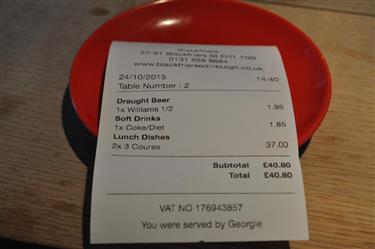 Blackfriars
57-61 Blackfriars St EH1 1NB
0131 558 8684
www.blackfriarsedinburgh.co.uk
24/10/2015 14:40
Table Number : 2
Draught Beer
1x Williams 1/2 1.95
Soft Drinks
1x Coke/Diet 1.85
Lunch Dishes
2x 3 Course 37.00
Subtotal £40.80
Total £40.80
VAT NO 176943857
You were served by Georgie